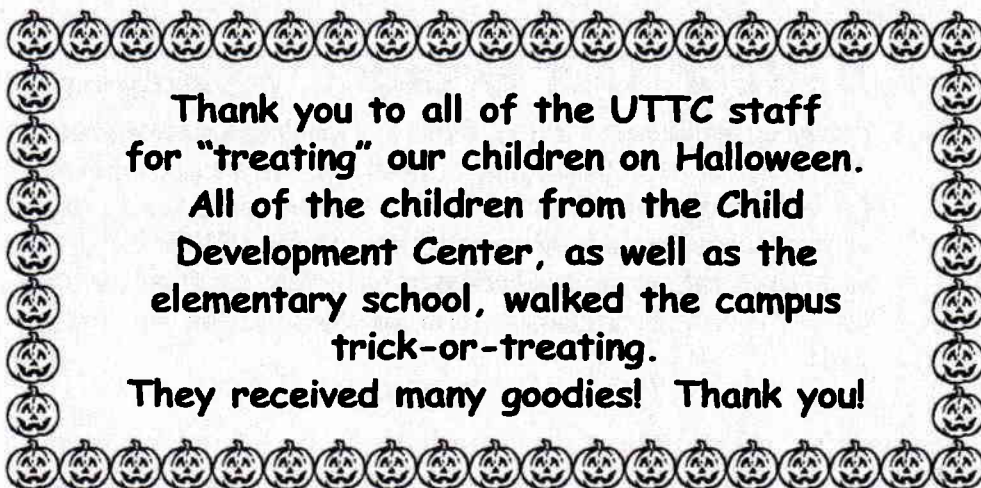 Thank you to all of the UTTC staff
for "treating" our children on Halloween.
All of the children from the Child
Development Center, as well as the
elementary school, walked the campus
trick-or-treating.
They received many goodies!  Thank you!